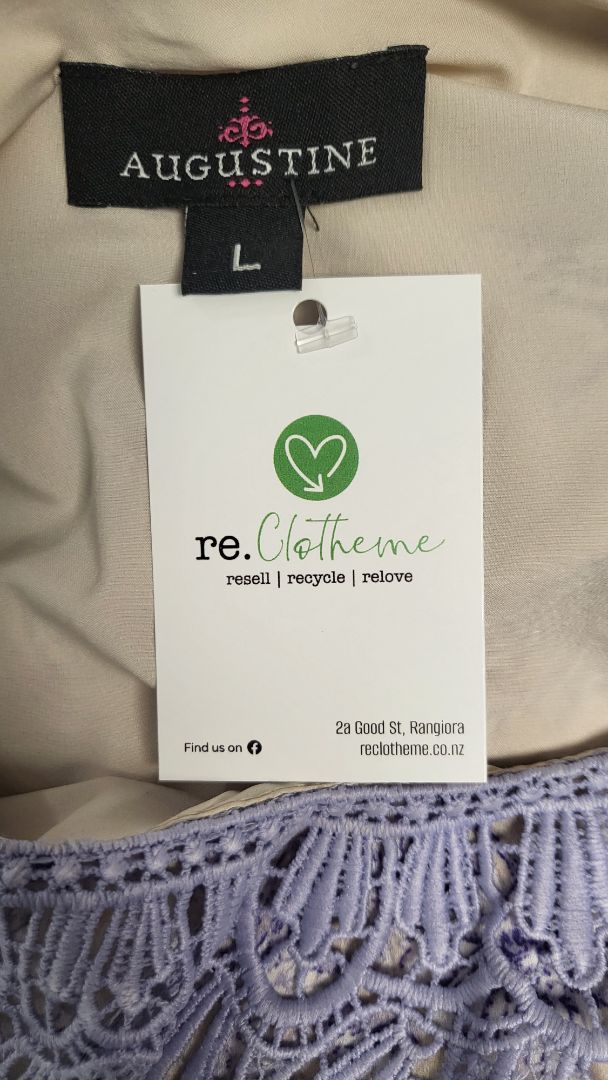 AUGUSTINE
L
re.Clotheme
resell | recycle | relove
2a Good St, Rangiora
Find us on
reclotheme.co.nz